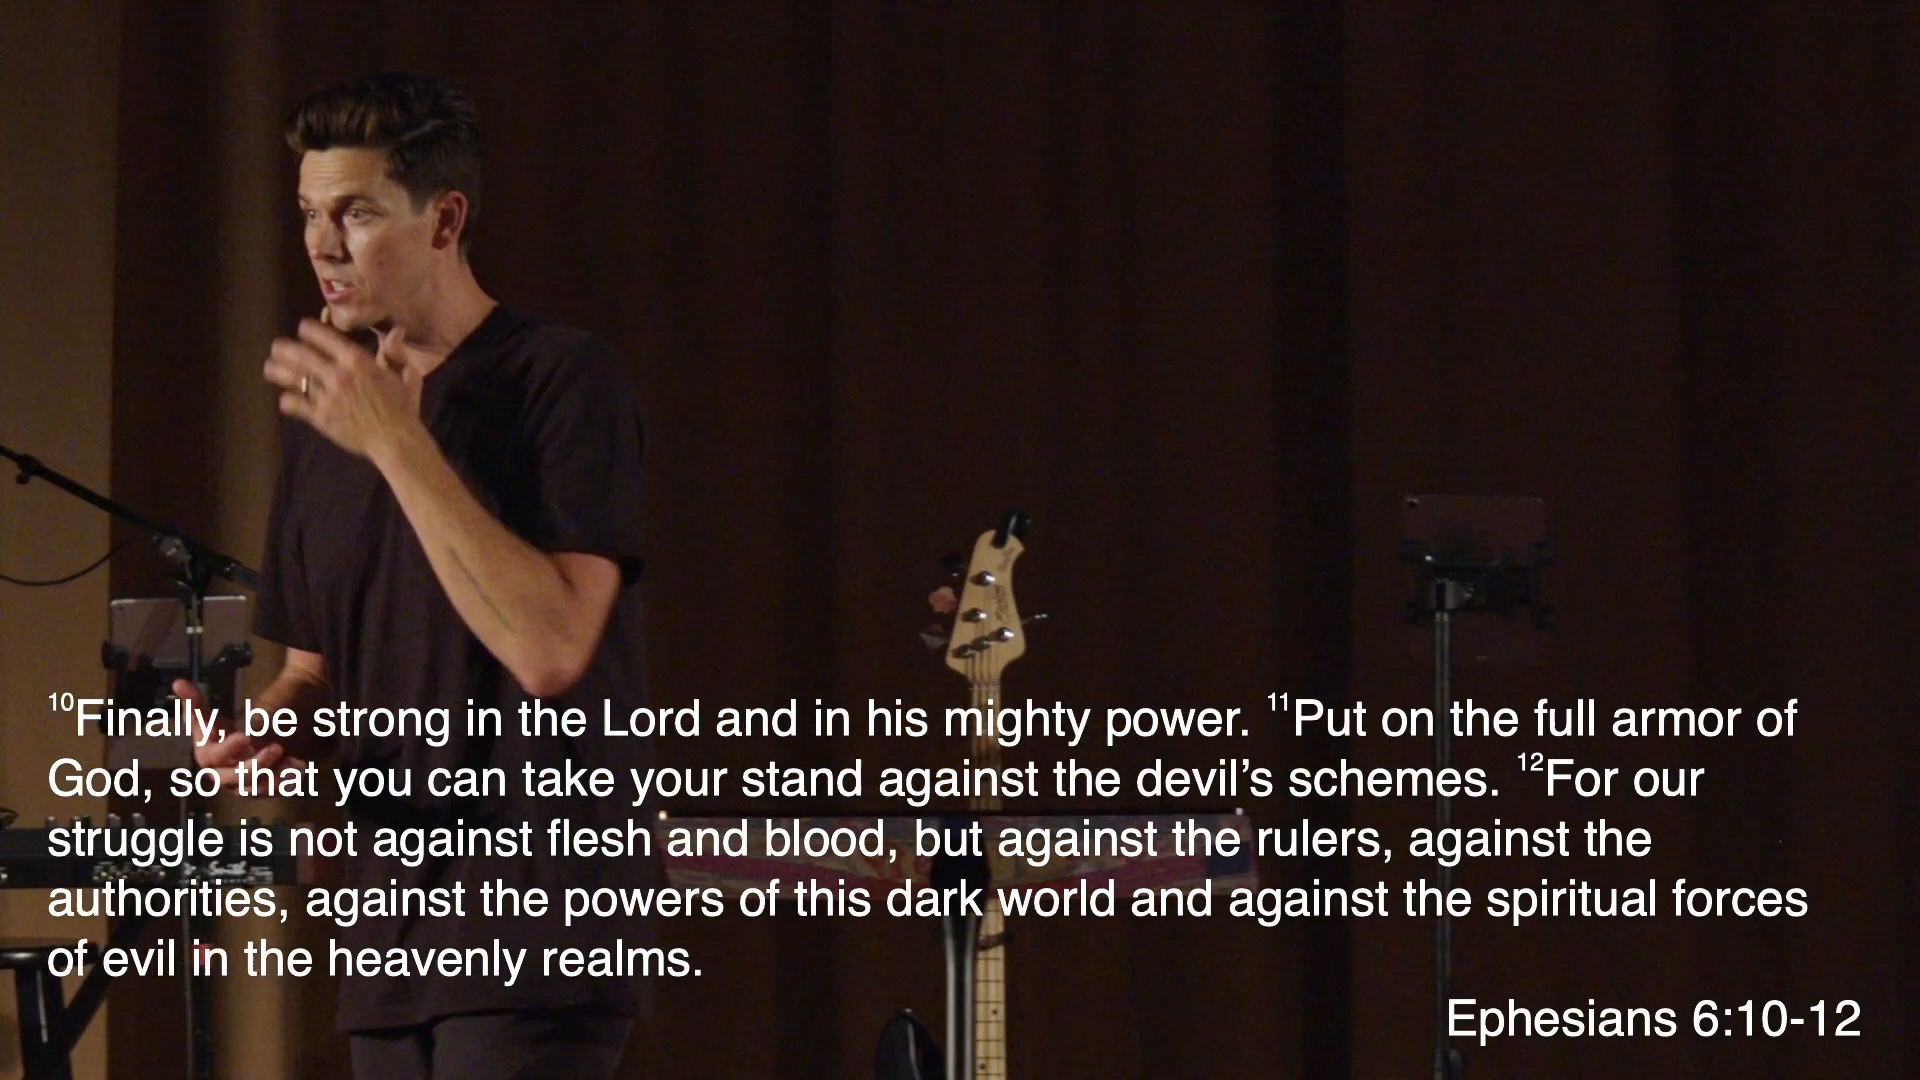 ¹⁰Finally, be strong in the Lord and in his mighty power. ¹¹Put on the full armor of
God, so that you can take your stand against the devil’s schemes. ¹²For our
struggle is not against flesh and blood, but against the rulers, against the
authorities, against the powers of this dark world and against the spiritual forces
of evil in the heavenly realms.
Ephesians 6:10-12